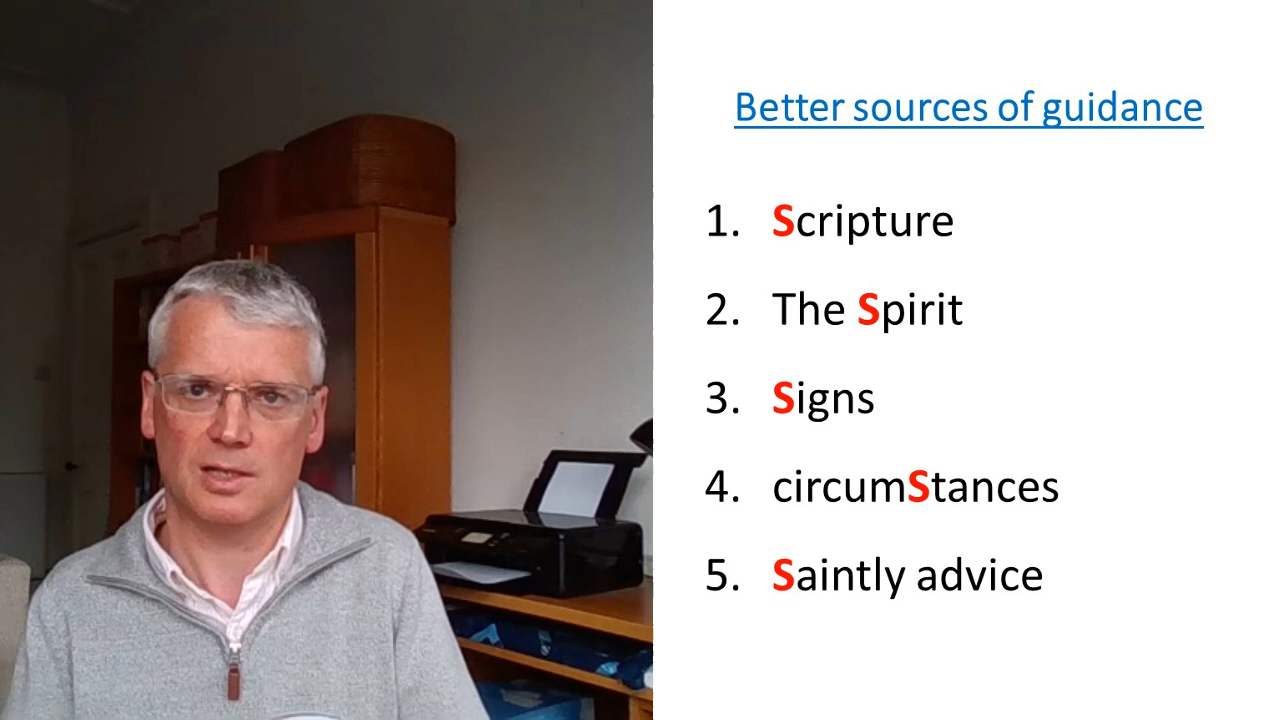 Better sources of guidance
1. Scripture
2. The Spirit
3. Signs
4. circumStances
5. Saintly advice